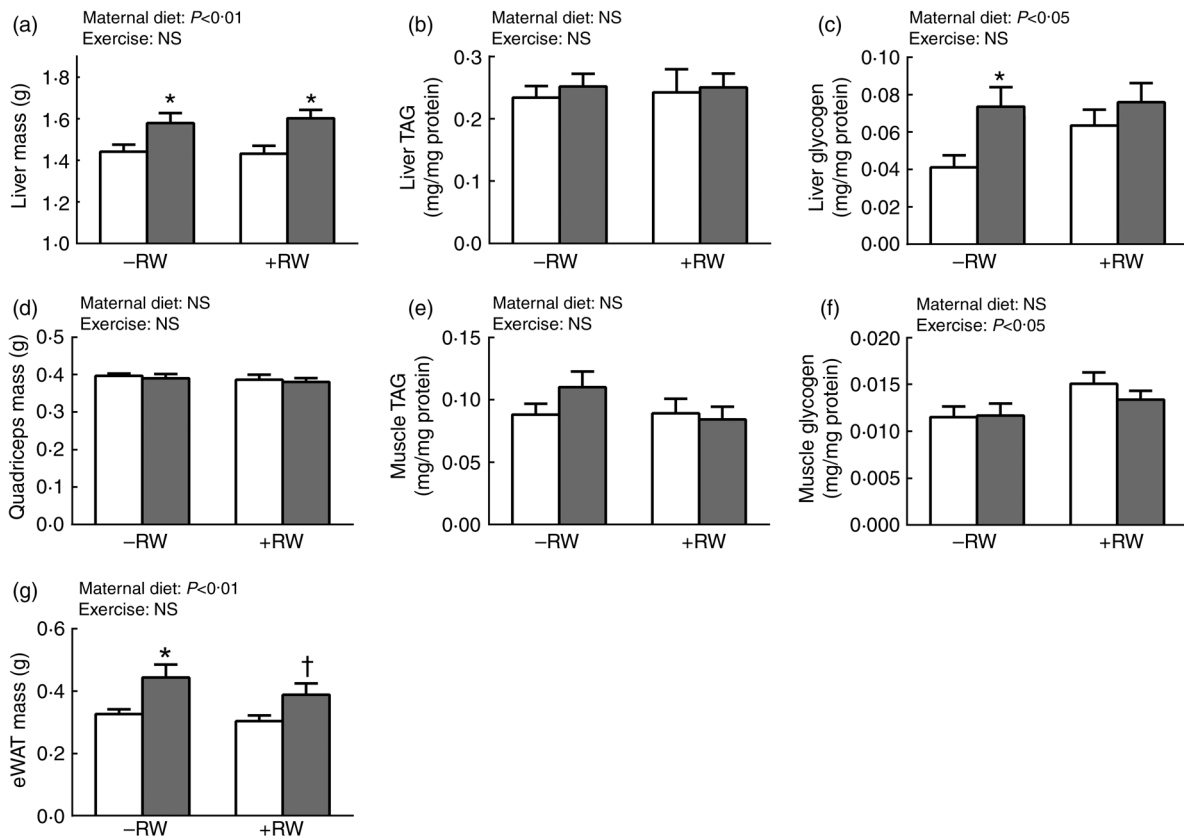 (a)
Maternal diet: P<0·01
Exercise: NS
Liver mass (g)
1·8
1·6
1·4
1·2
1·0
*
*
–RW
+RW
(b)
Maternal diet: NS
Exercise: NS
Liver TAG
(mg/mg protein)
0·3
0·2
0·1
0·0
–RW
+RW
(c)
Maternal diet: P<0·05
Exercise: NS
Liver glycogen
(mg/mg protein)
0·10
0·08
0·06
0·04
0·02
0·00
*
–RW
+RW
(d)
Maternal diet: NS
Exercise: NS
Quadriceps mass (g)
0·5
0·4
0·3
0·2
0·1
0·0
–RW
+RW
(e)
Maternal diet: NS
Exercise: NS
Muscle TAG
(mg/mg protein)
0·15
0·10
0·05
0·00
–RW
+RW
(f)
Maternal diet: NS
Exercise: P<0·05
Muscle glycogen
(mg/mg protein)
0·020
0·015
0·010
0·005
0·000
–RW
+RW
(g)
Maternal diet: P<0·01
Exercise: NS
eWAT mass (g)
0·6
0·4
0·2
0·0
*
†
–RW
+RW